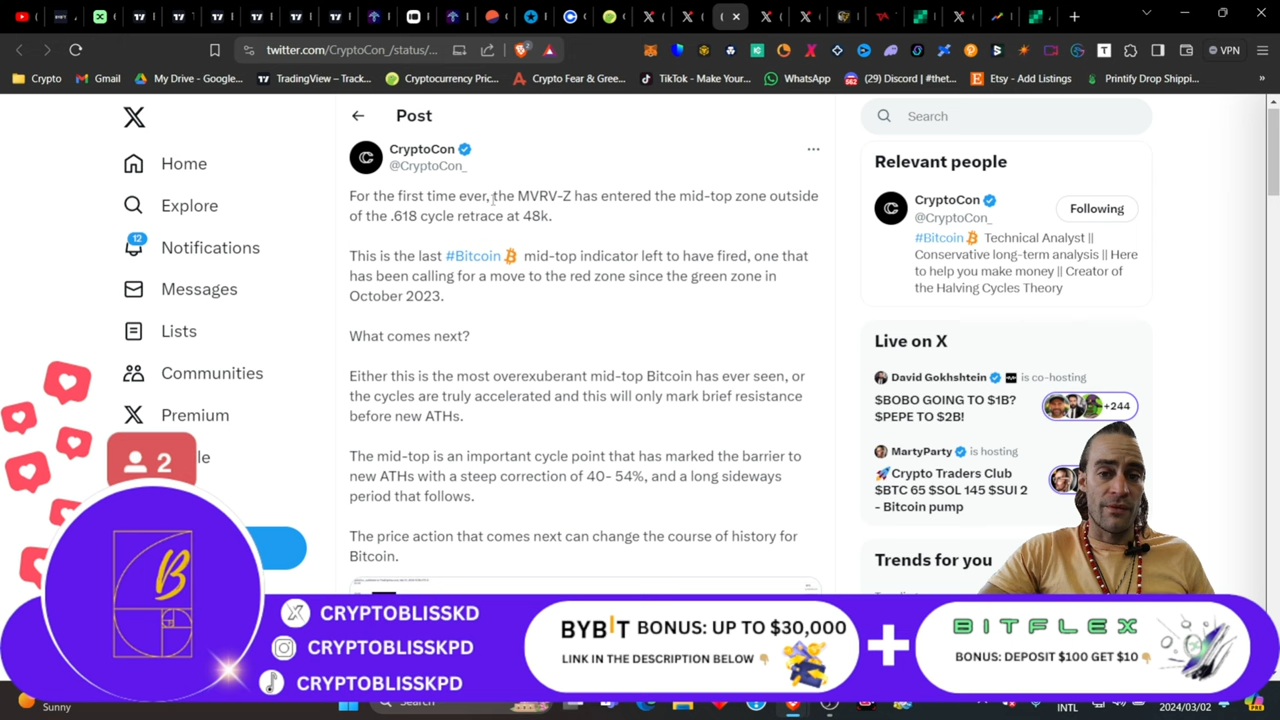 twitter.com/CryptoCon_/status/...
2
VPN
Crypto
Gmail
My Drive - Google...
TradingView – Track...
Cryptocurrency Pric...
Crypto Fear & Gree...
TikTok - Make Your...
WhatsApp
(29) Discord | #thet...
Etsy - Add Listings
Printify Drop Shippi...
Home
Explore
12
Notifications
Messages
Lists
Communities
Premium
le
Post
CryptoCon
@CryptoCon_
For the first time ever, the MVRV-Z has entered the mid-top zone outside
of the .618 cycle retrace at 48k.
This is the last #Bitcoin mid-top indicator left to have fired, one that
has been calling for a move to the red zone since the green zone in
October 2023.
What comes next?
Either this is the most overexuberant mid-top Bitcoin has ever seen, or
the cycles are truly accelerated and this will only mark brief resistance
before new ATHs.
The mid-top is an important cycle point that has marked the barrier to
new ATHs with a steep correction of 40- 54%, and a long sideways
period that follows.
The price action that comes next can change the course of history for
Bitcoin.
Search
Relevant people
CryptoCon
@CryptoCon_
Following
#Bitcoin Technical Analyst ||
Conservative long-term analysis || Here
to help you make money || Creator of
the Halving Cycles Theory
Live on X
David Gokhshtein is co-hosting
$BOBO GOING TO $1B?
$PEPE TO $2B!
+244
MartyParty is hosting
Crypto Traders Club
$BTC 65 $SOL 145 $SUI 2
- Bitcoin pump
Trends for you
2
B
CRYPTOBLISSKD
CRYPTOBLISSKPD
CRYPTOBLISSKPD
BYBIT BONUS: UP TO $30,000
LINK IN THE DESCRIPTION BELOW
BITFLEX
BONUS: DEPOSIT $100 GET $10
Sunny
Search
INTL
2024/03/02